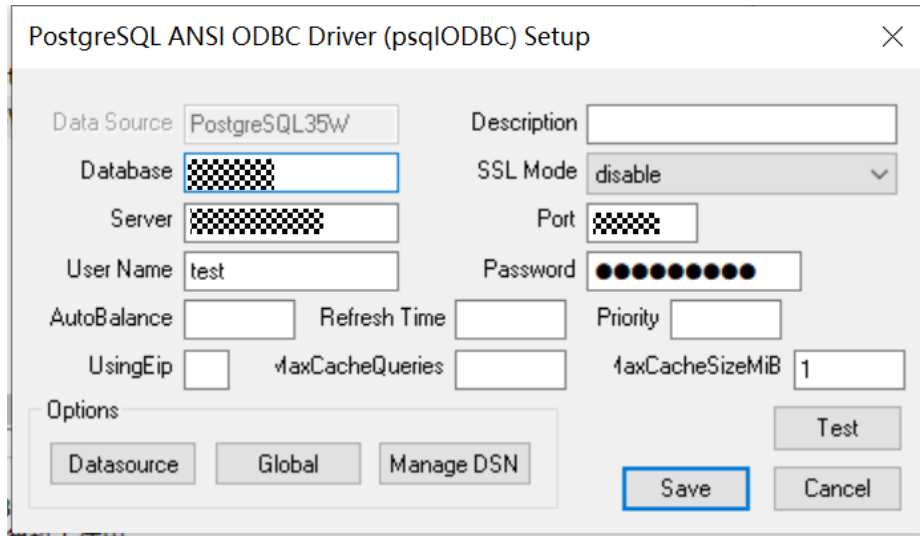 PostgreSQL ANSI ODBC Driver (psqlODBC) Setup
Data Source PostgreSQL35W Description
Database SSL Mode disable
Server Port
User Name test Password
AutoBalance Refresh Time Priority
UsingEip MaxCacheQueries MaxCacheSizeMiB 1
Options
Test
Datasource Global Manage DSN
Save Cancel